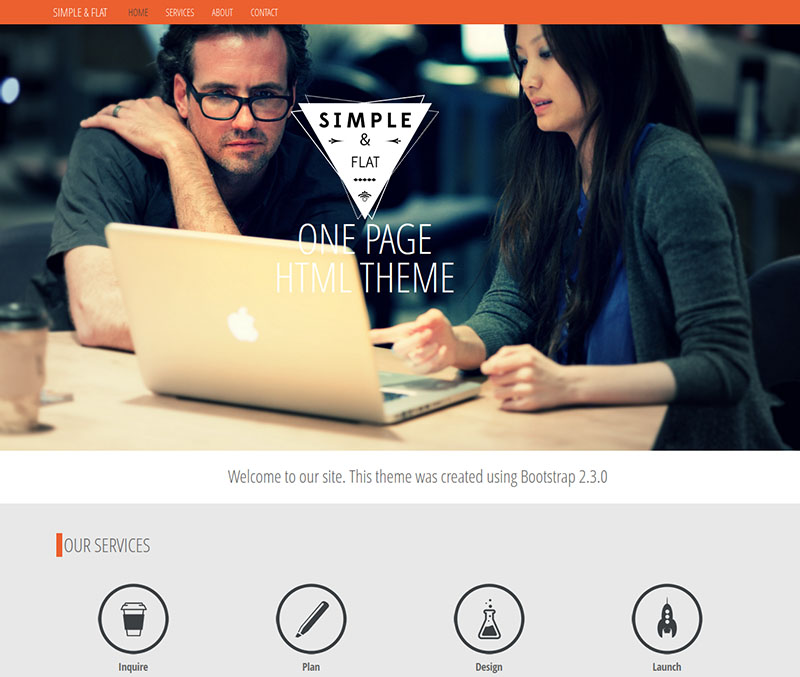 SIMPLE & FLAT HOME SERVICES ABOUT CONTACT
SIMPLE
&
FLAT
ONE PAGE
HTML THEME
Welcome to our site. This theme was created using Bootstrap 2.3.0
OUR SERVICES
Inquire Plan Design Launch